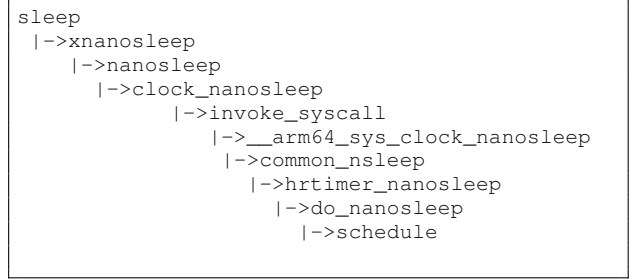 sleep
|->xnanosleep
|->nanosleep
|->clock_nanosleep
|->invoke_syscall
|->__arm64_sys_clock_nanosleep
|->common_nsleep
|->hrtimer_nanosleep
|->do_nanosleep
|->schedule